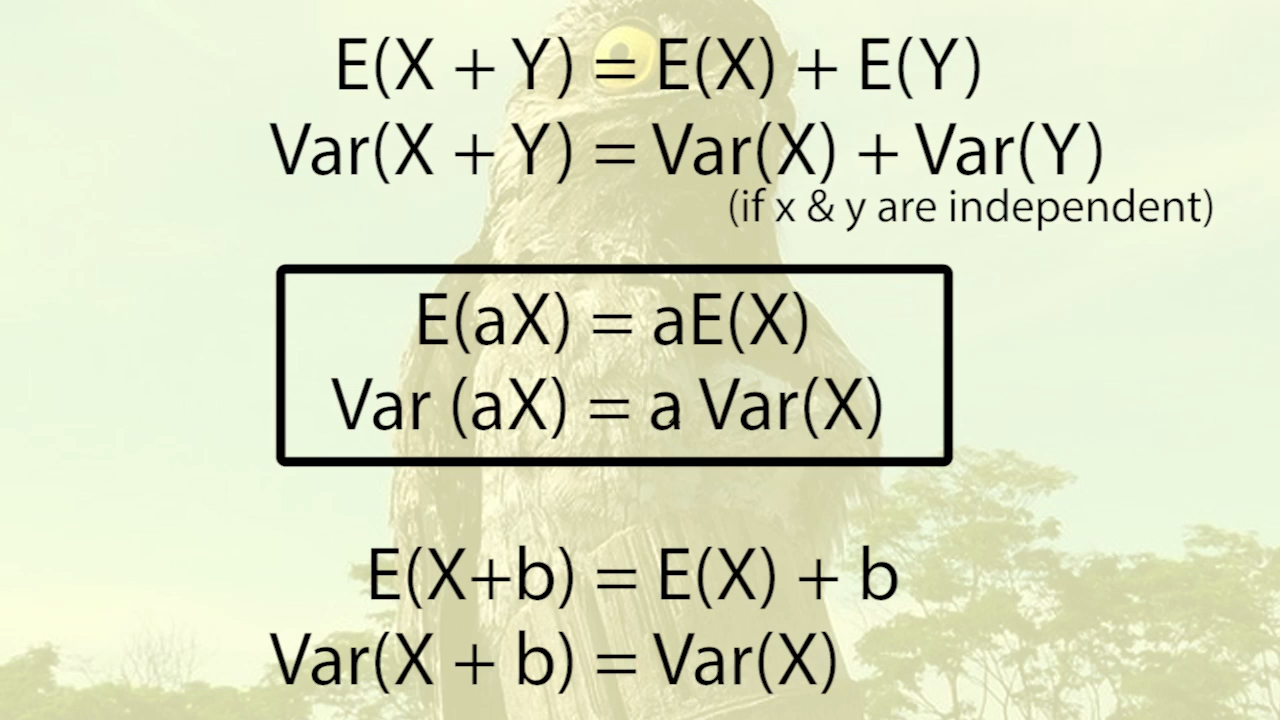 E(X + Y) = E(X) + E(Y)
Var(X + Y) = Var(X) + Var(Y)
(if x & y are independent)
E(aX) = aE(X)
Var (aX) = a Var(X)
E(X+b) = E(X) + b
Var(X + b) = Var(X)